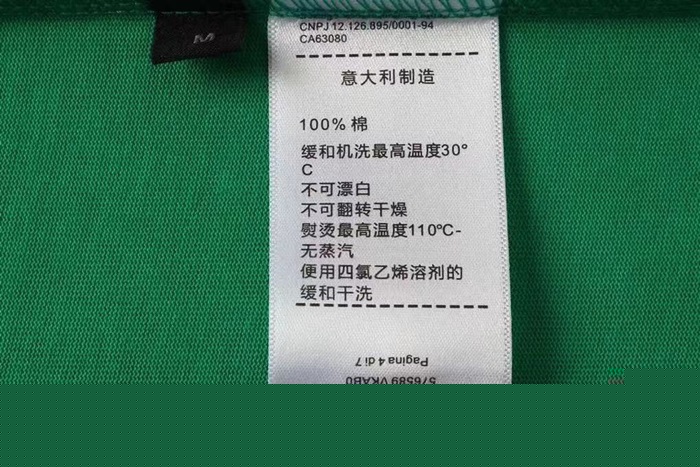 M
CNPJ 12.126.895/0001-94
CA63080
意大利制造
100% 棉
缓和机洗最高温度30°
C
不可漂白
不可翻转干燥
熨烫最高温度110℃-
无蒸汽
便用四氯乙烯溶剂的
缓和干洗
Pagina 4 di 7
576589 VKAB0